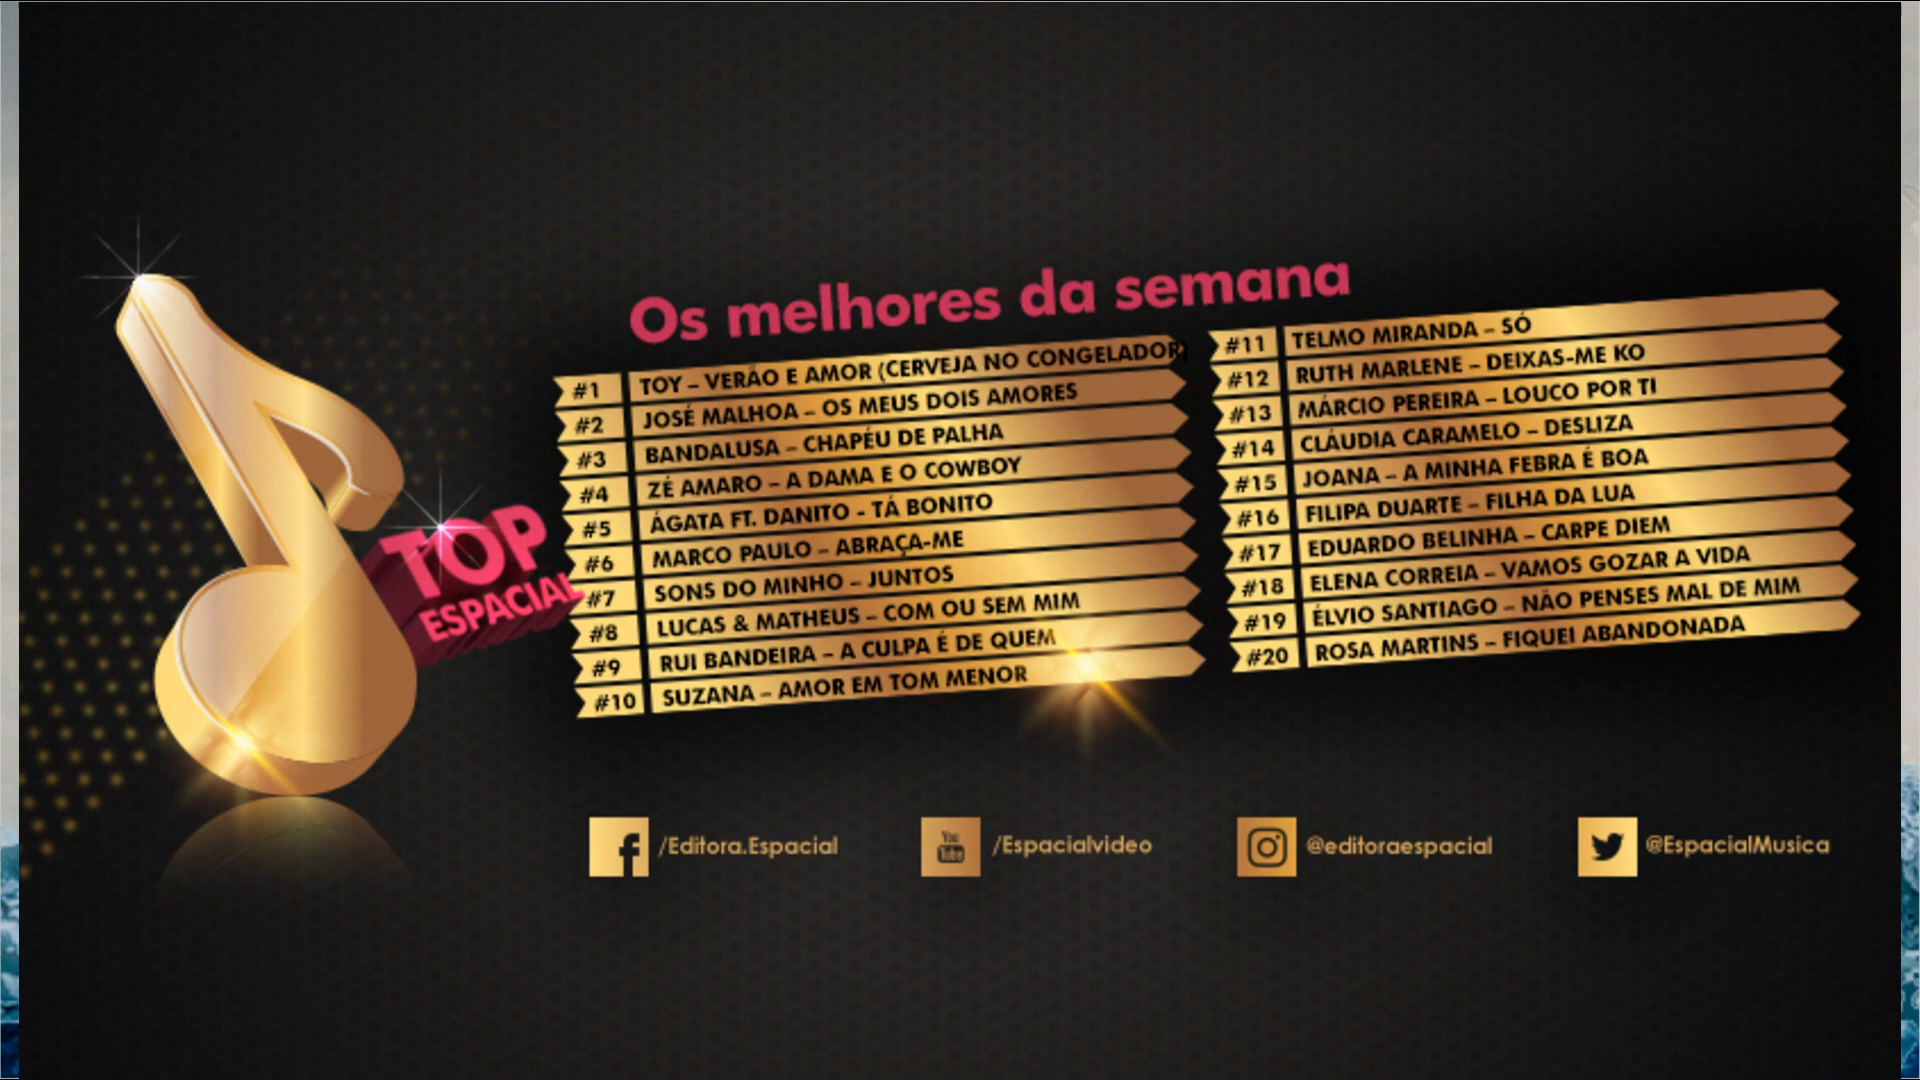 Os melhores da semana
TOP
ESPACIAL
#1 TOY – VERÃO E AMOR (CERVEJA NO CONGELADOR)
#2 JOSÉ MALHOA – OS MEUS DOIS AMORES
#3 BANDALUSA – CHAPÉU DE PALHA
#4 ZÉ AMARO – A DAMA E O COWBOY
#5 ÁGATA FT. DANITO - TÁ BONITO
#6 MARCO PAULO – ABRAÇA-ME
#7 SONS DO MINHO – JUNTOS
#8 LUCAS & MATHEUS – COM OU SEM MIM
#9 RUI BANDEIRA – A CULPA É DE QUEM
#10 SUZANA – AMOR EM TOM MENOR
#11 TELMO MIRANDA – SÓ
#12 RUTH MARLENE – DEIXAS-ME KO
#13 MÁRCIO PEREIRA – LOUCO POR TI
#14 CLÁUDIA CARAMELO – DESLIZA
#15 JOANA – A MINHA FEBRA É BOA
#16 FILIPA DUARTE – FILHA DA LUA
#17 EDUARDO BELINHA – CARPE DIEM
#18 ELENA CORREIA – VAMOS GOZAR A VIDA
#19 ÉLVIO SANTIAGO – NÃO PENSES MAL DE MIM
#20 ROSA MARTINS – FIQUEI ABANDONADA
/Editora.Espacial
You Tube /Espacialvideo
@editoraespacial
@EspacialMusica